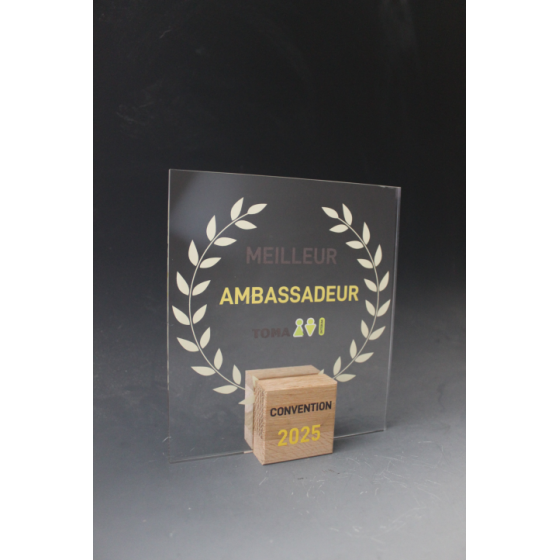 MEILLEUR
AMBASSADEUR
TOMA
CONVENTION
2025